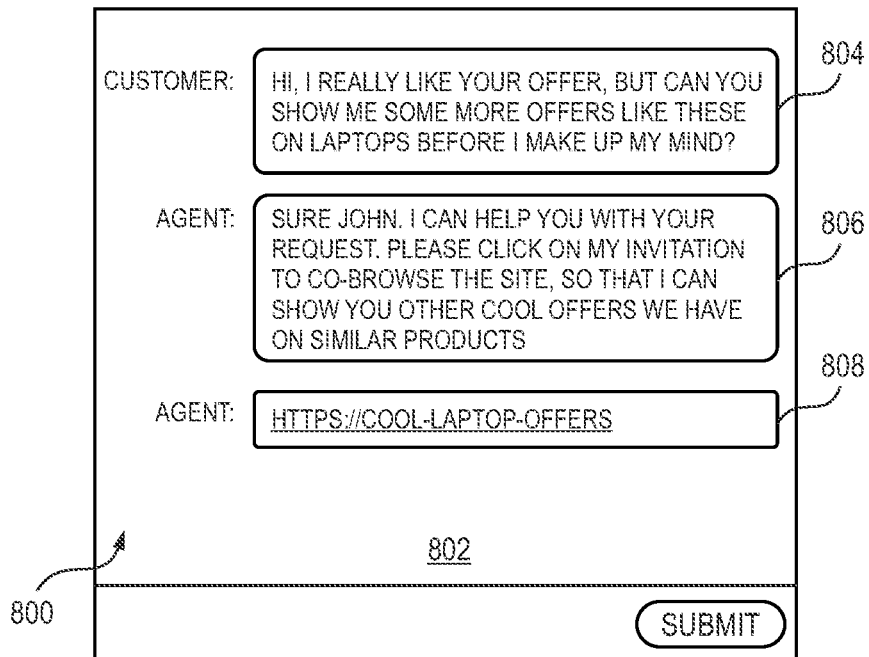 804
CUSTOMER:
HI, I REALLY LIKE YOUR OFFER, BUT CAN YOU
SHOW ME SOME MORE OFFERS LIKE THESE
ON LAPTOPS BEFORE I MAKE UP MY MIND?
AGENT:
SURE JOHN. I CAN HELP YOU WITH YOUR
REQUEST. PLEASE CLICK ON MY INVITATION
TO CO-BROWSE THE SITE, SO THAT I CAN
SHOW YOU OTHER COOL OFFERS WE HAVE
ON SIMILAR PRODUCTS
806
808
AGENT:
HTTPS://COOL-LAPTOP-OFFERS
802
800
SUBMIT